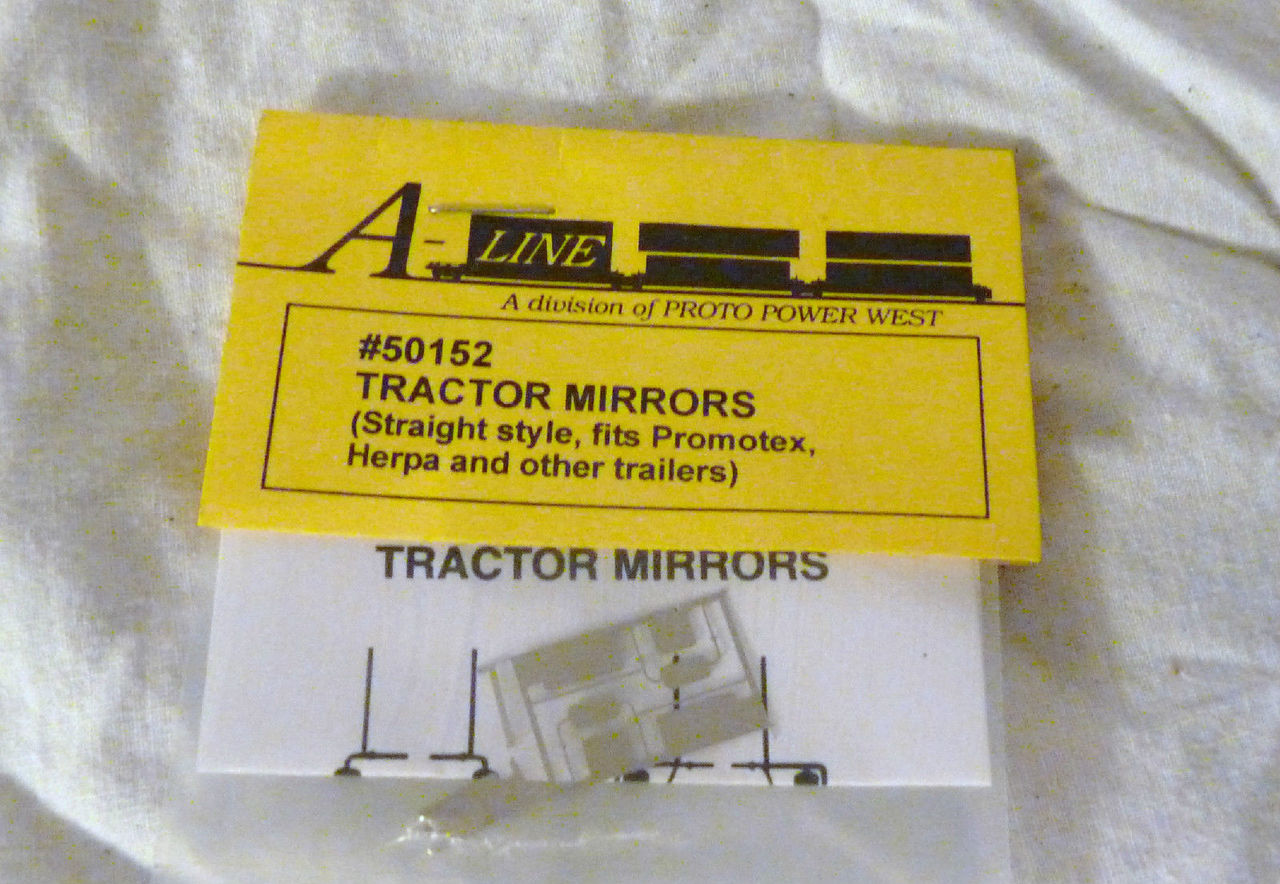 A-LINE
A division of PROTO POWER WEST
#50152
TRACTOR MIRRORS
(Straight style, fits Promotex,
Herpa and other trailers)
TRACTOR MIRRORS